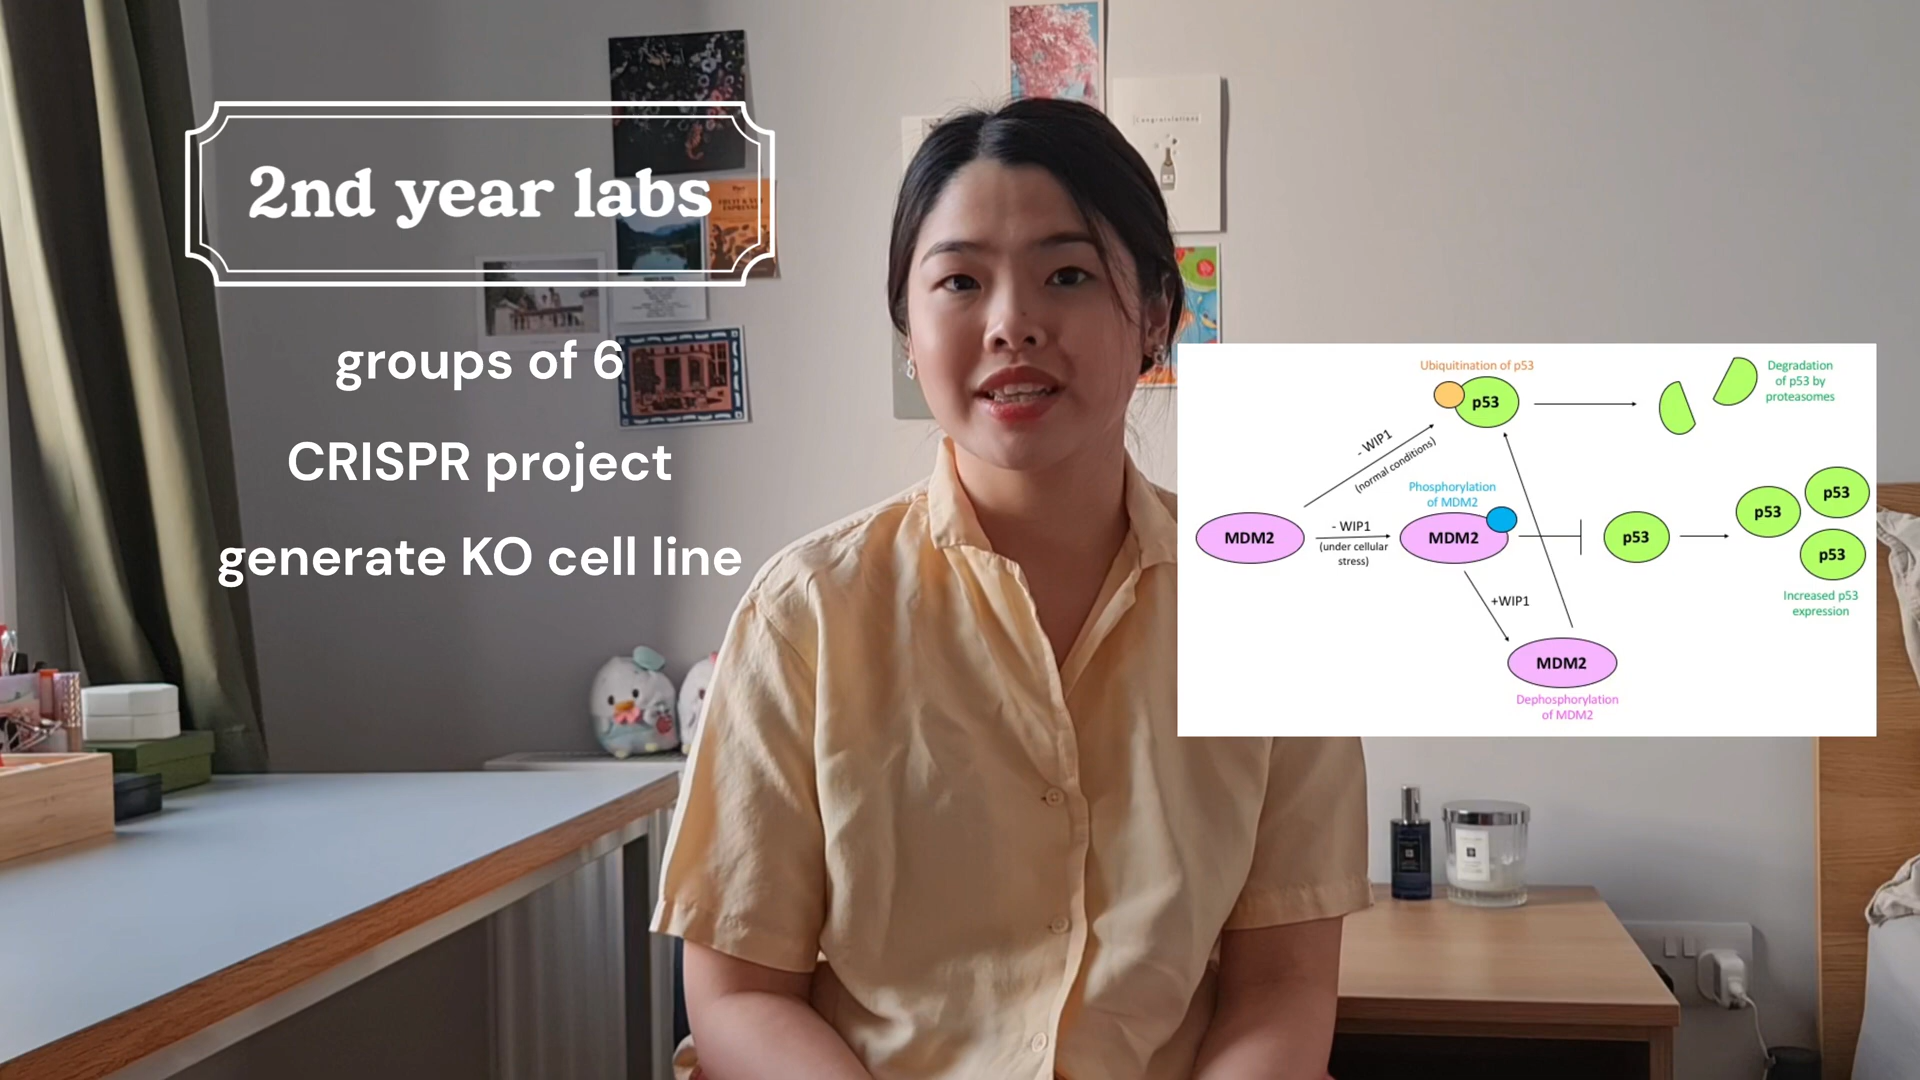 2nd year labs
groups of 6
CRISPR project
generate KO cell line
Congratulations
Ubiquitination of p53
p53
Degradation
of p53 by
proteasomes
- WIP1
(normal conditions)
Phosphorylation
of MDM2
MDM2
- WIP1
(under cellular
stress)
MDM2
p53
p53
p53
p53
Increased p53
expression
+WIP1
MDM2
Dephosphorylation
of MDM2